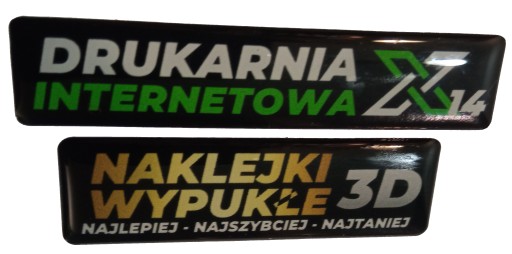 DRUKARNIA
INTERNETOWA
X14
NAKLEJKI
WYPUKŁE 3D
NAJLEPIEJ - NAJSZYBCIEJ - NAJTANIEJ